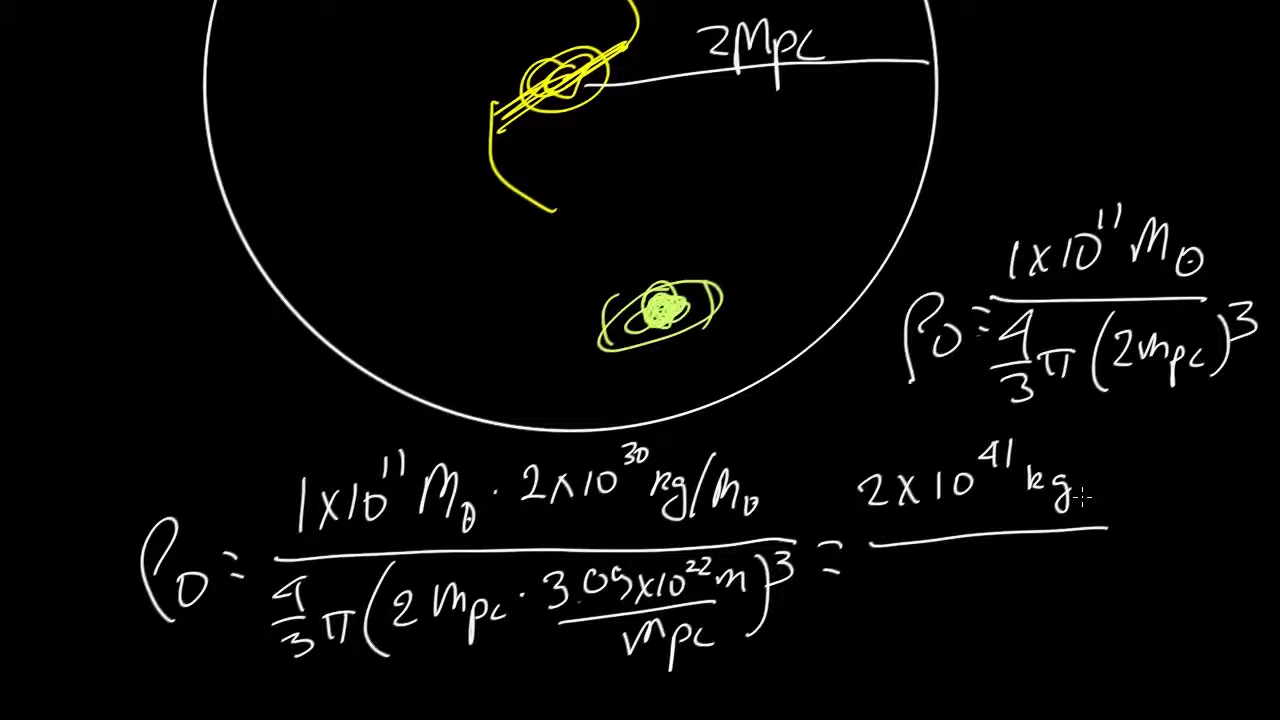 2Mpc
ρ₀ = 1×10¹¹ M⊙ / (4/3 π (2mpc)³)
ρ₀ = 1×10¹¹ M⊙ · 2×10³⁰ kg/M⊙ / (4/3 π (2 mpc · 3.09×10²² m / mpc)³) = 2×10⁴¹ kg